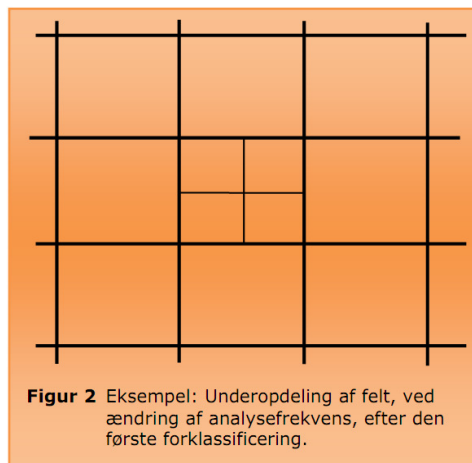 Figur 2 Eksempel: Underopdeling af felt, ved
ændring af analysefrekvens, efter den
første forklassificering.